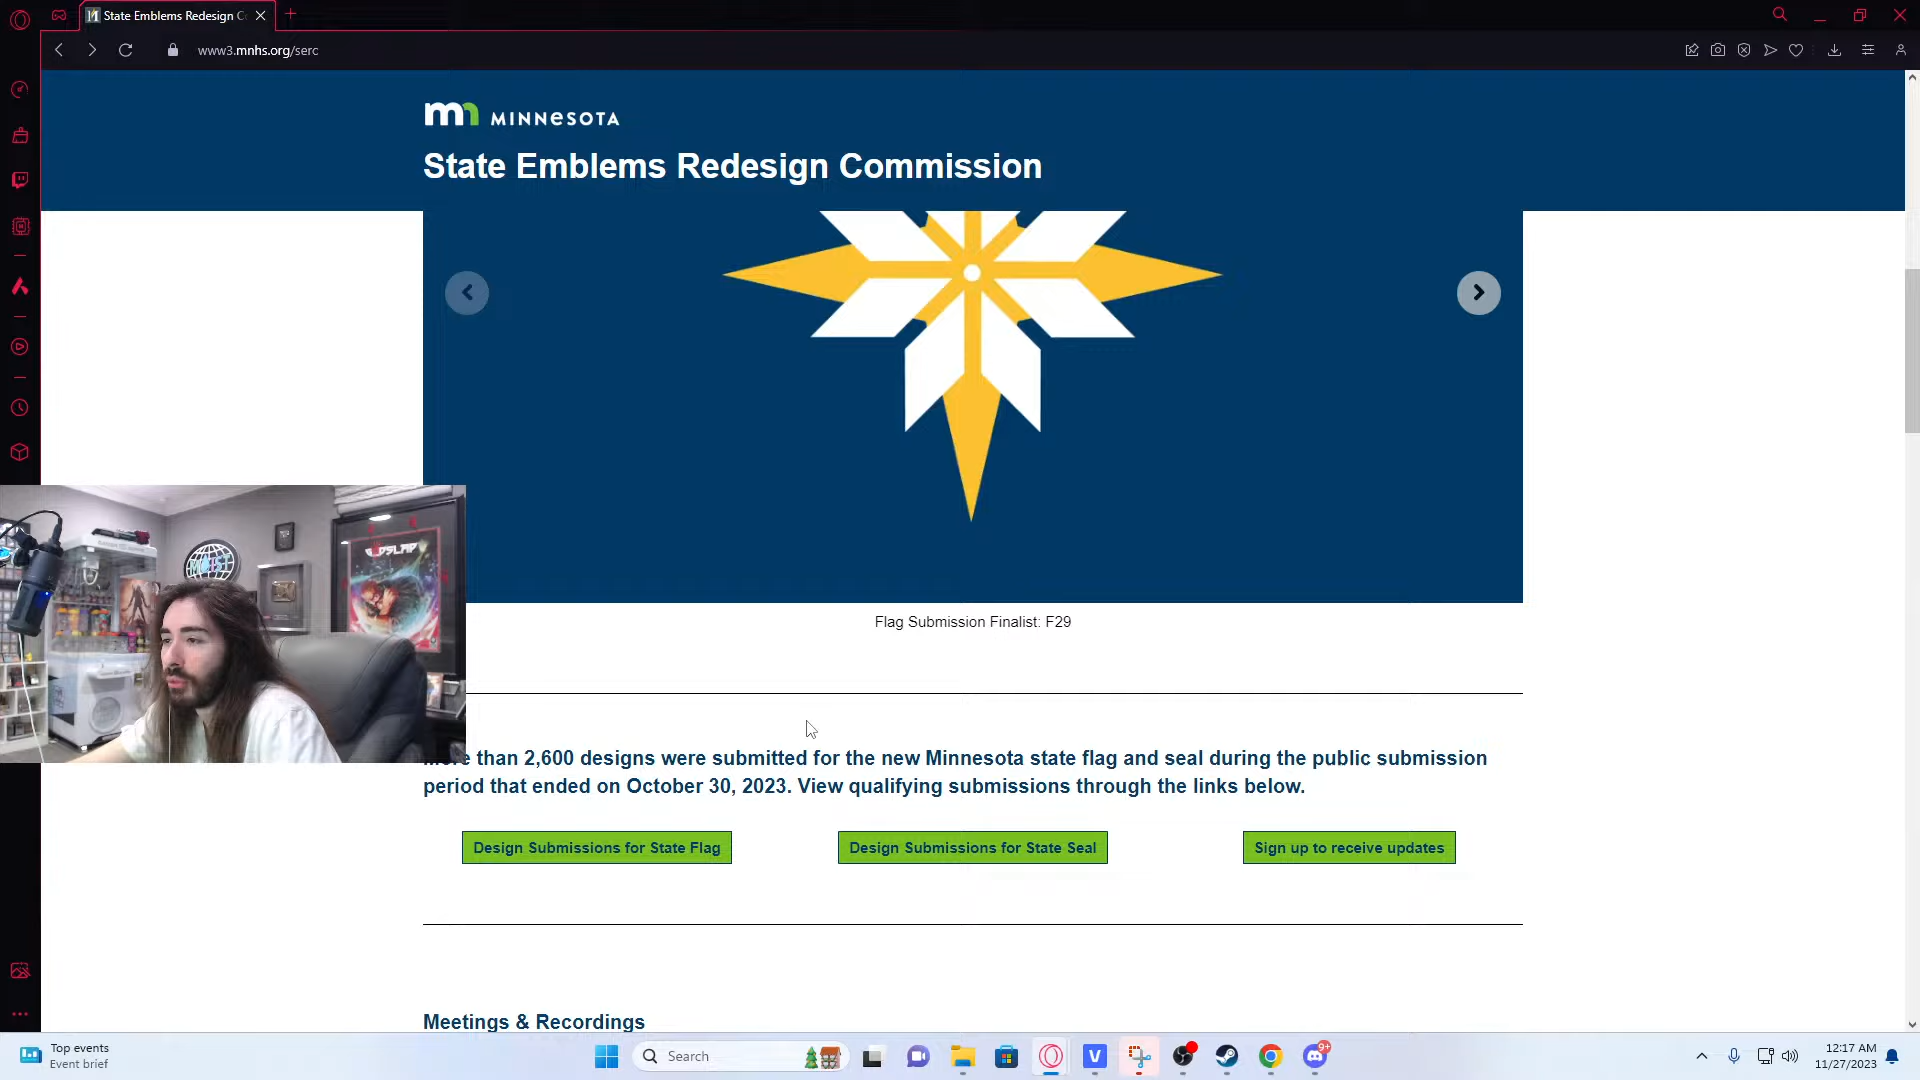 State Emblems Redesign C
www3.mnhs.org/serc
mn MINNESOTA
State Emblems Redesign Commission
Flag Submission Finalist: F29
than 2,600 designs were submitted for the new Minnesota state flag and seal during the public submission
period that ended on October 30, 2023. View qualifying submissions through the links below.
Design Submissions for State Flag
Design Submissions for State Seal
Sign up to receive updates
Meetings & Recordings
MOIST
Top events
Event brief
Search
V
9+
12:17 AM
11/27/2023